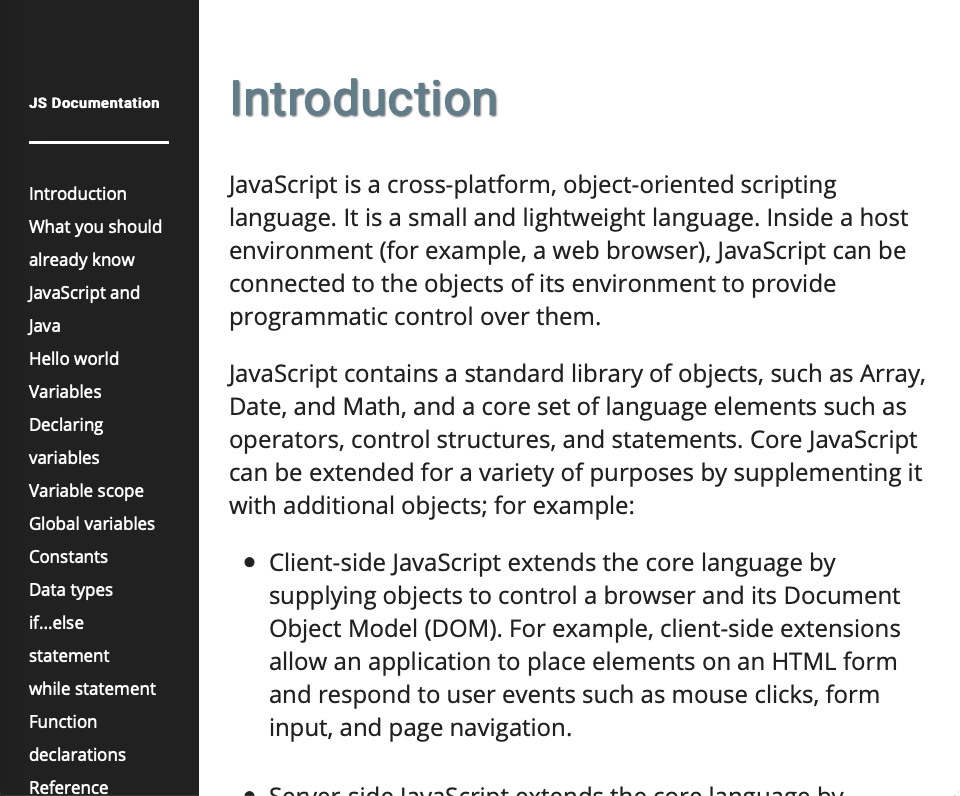 JS Documentation
Introduction
What you should
already know
JavaScript and
Java
Hello world
Variables
Declaring
variables
Variable scope
Global variables
Constants
Data types
if...else
statement
while statement
Function
declarations
Reference
Introduction
JavaScript is a cross-platform, object-oriented scripting
language. It is a small and lightweight language. Inside a host
environment (for example, a web browser), JavaScript can be
connected to the objects of its environment to provide
programmatic control over them.
JavaScript contains a standard library of objects, such as Array,
Date, and Math, and a core set of language elements such as
operators, control structures, and statements. Core JavaScript
can be extended for a variety of purposes by supplementing it
with additional objects; for example:
• Client-side JavaScript extends the core language by
supplying objects to control a browser and its Document
Object Model (DOM). For example, client-side extensions
allow an application to place elements on an HTML form
and respond to user events such as mouse clicks, form
input, and page navigation.
• Server-side JavaScript extends the core language by